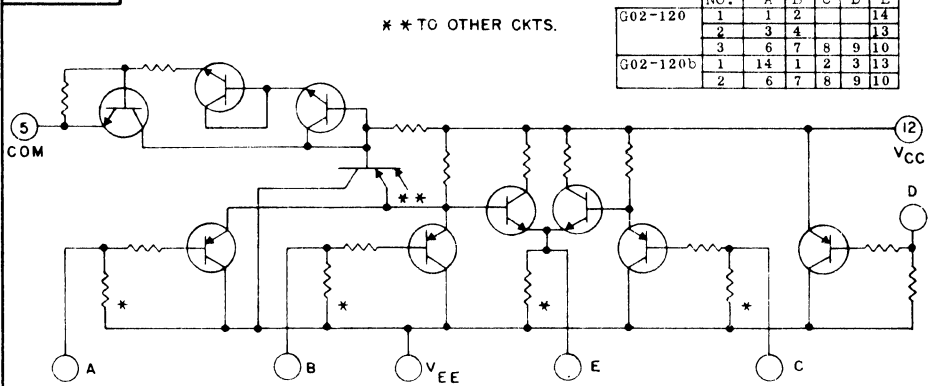 NO. A B C D E
G02-120 1 1 2 14
2 3 4 13
3 6 7 8 9 10
G02-120b 1 14 1 2 3 13
2 6 7 8 9 10
* * TO OTHER CKTS.
5
COM
12
VCC
D
* *
*
*
*
*
A
B
VEE
E
C